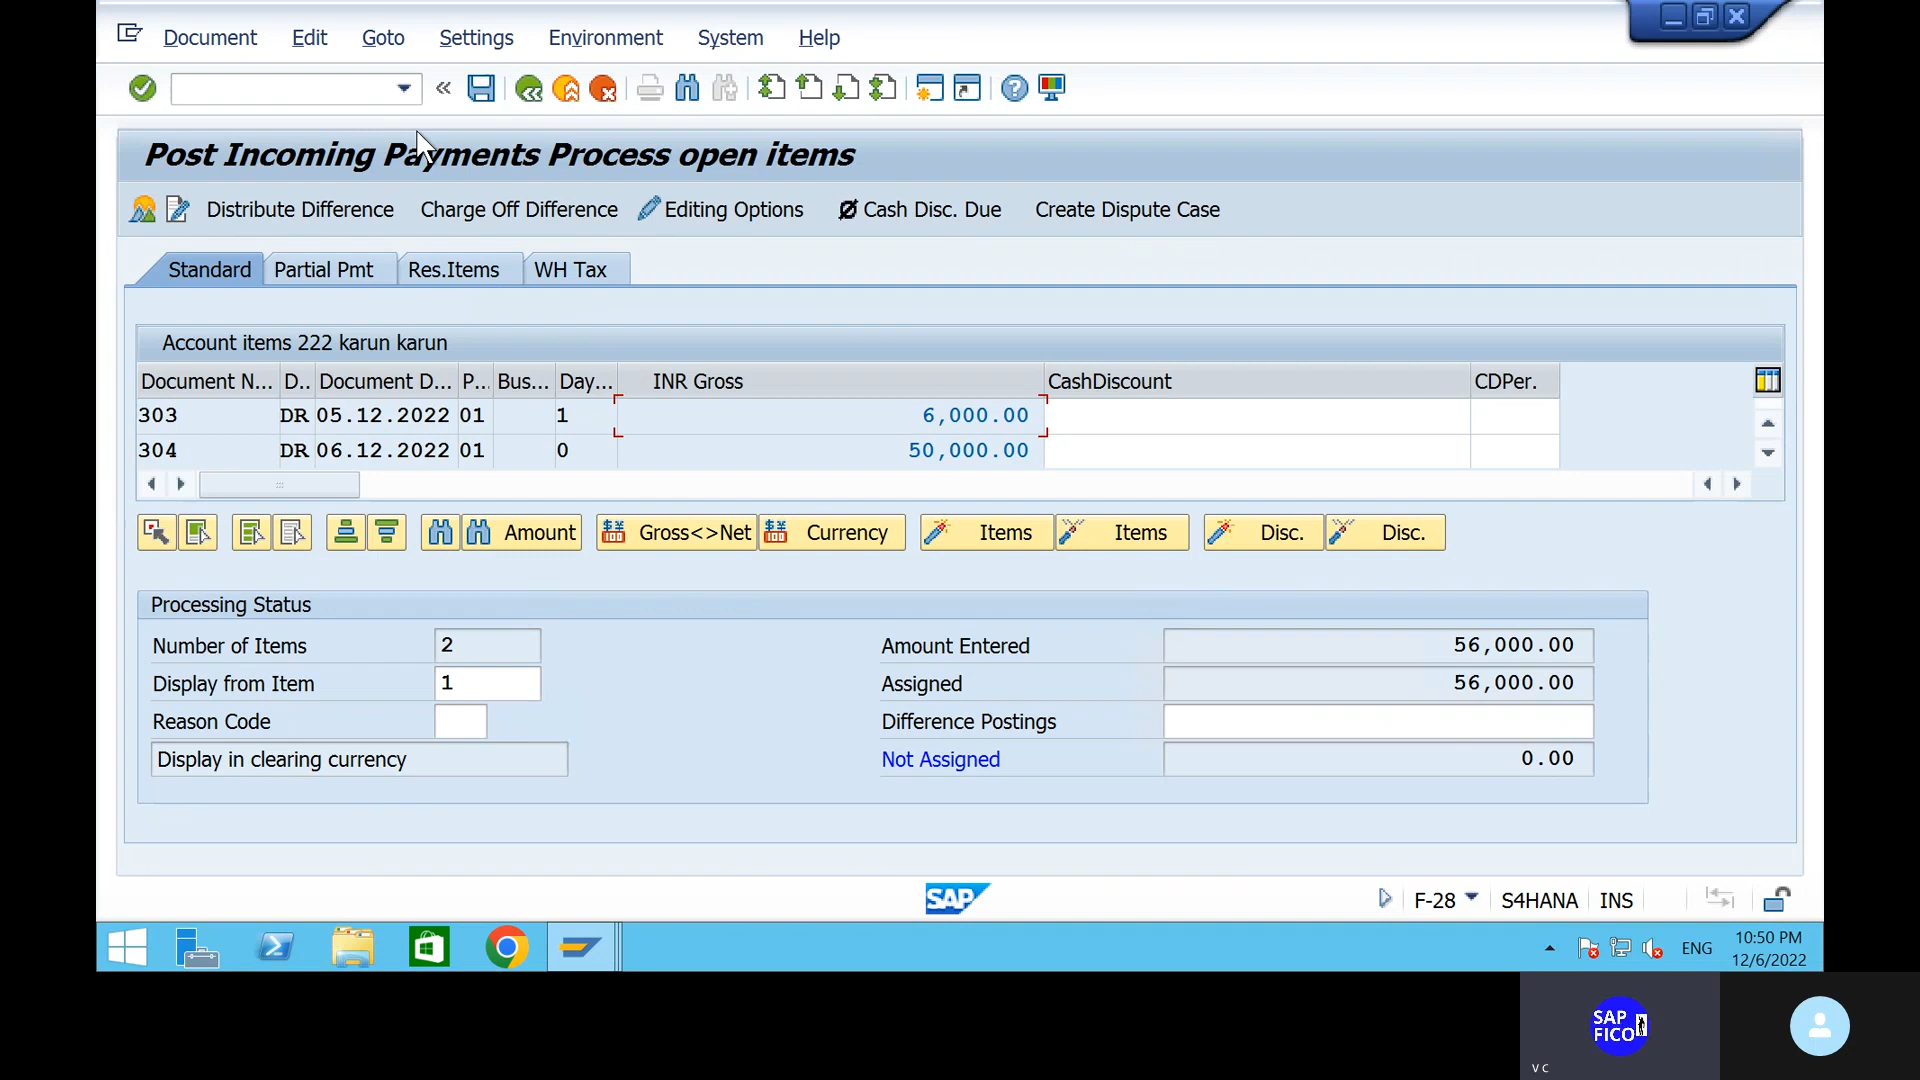 Document Edit Goto Settings Environment System Help
Post Incoming Payments Process open items
Distribute Difference Charge Off Difference Editing Options Cash Disc. Due Create Dispute Case
Standard Partial Pmt Res.Items WH Tax
Account items 222 karun karun
Document N... D.. Document D... P... Bus... Day... INR Gross CashDiscount CDPer.
303 DR 05.12.2022 01 1 6,000.00
304 DR 06.12.2022 01 0 50,000.00
Amount Gross<>Net Currency Items Items Disc. Disc.
Processing Status
Number of Items 2 Amount Entered 56,000.00
Display from Item 1 Assigned 56,000.00
Reason Code Difference Postings
Display in clearing currency Not Assigned 0.00
SAP F-28 S4HANA INS
ENG 10:50 PM
12/6/2022
SAP
FICO
v c